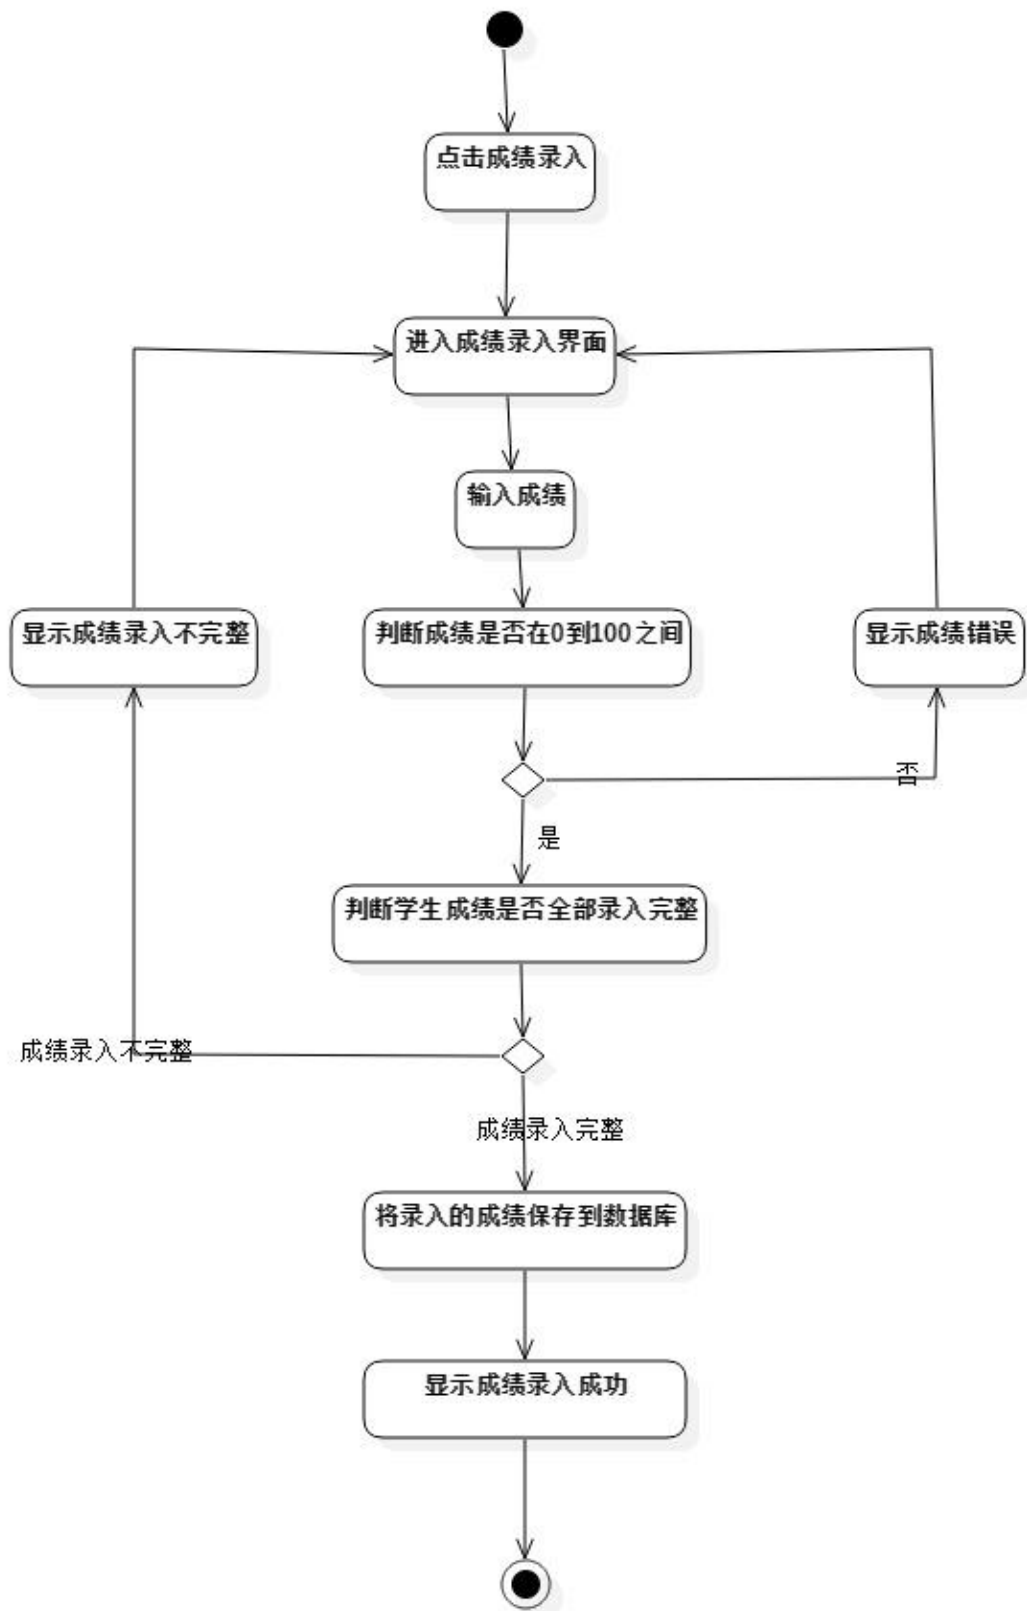 点击成绩录入
进入成绩录入界面
输入成绩
显示成绩录入不完整
判断成绩是否在0到100之间
显示成绩错误
否
是
判断学生成绩是否全部录入完整
成绩录入不完整
成绩录入完整
将录入的成绩保存到数据库
显示成绩录入成功